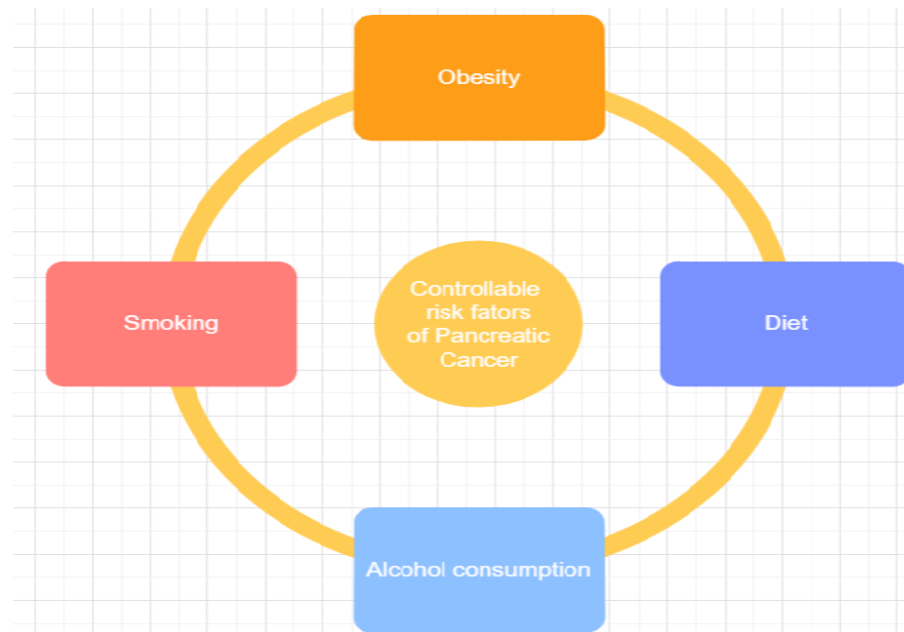 Obesity
Smoking
Controllable
risk fators
of Pancreatic
Cancer
Diet
Alcohol consumption